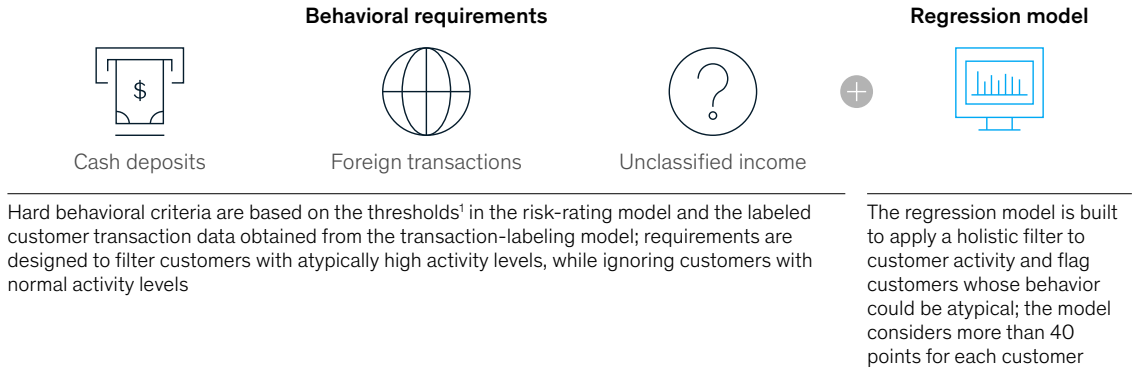 Behavioral requirements
Regression model
$
Cash deposits
Foreign transactions
Unclassified income
Hard behavioral criteria are based on the thresholds¹ in the risk-rating model and the labeled
customer transaction data obtained from the transaction-labeling model; requirements are
designed to filter customers with atypically high activity levels, while ignoring customers with
normal activity levels
The regression model is built
to apply a holistic filter to
customer activity and flag
customers whose behavior
could be atypical; the model
considers more than 40
points for each customer